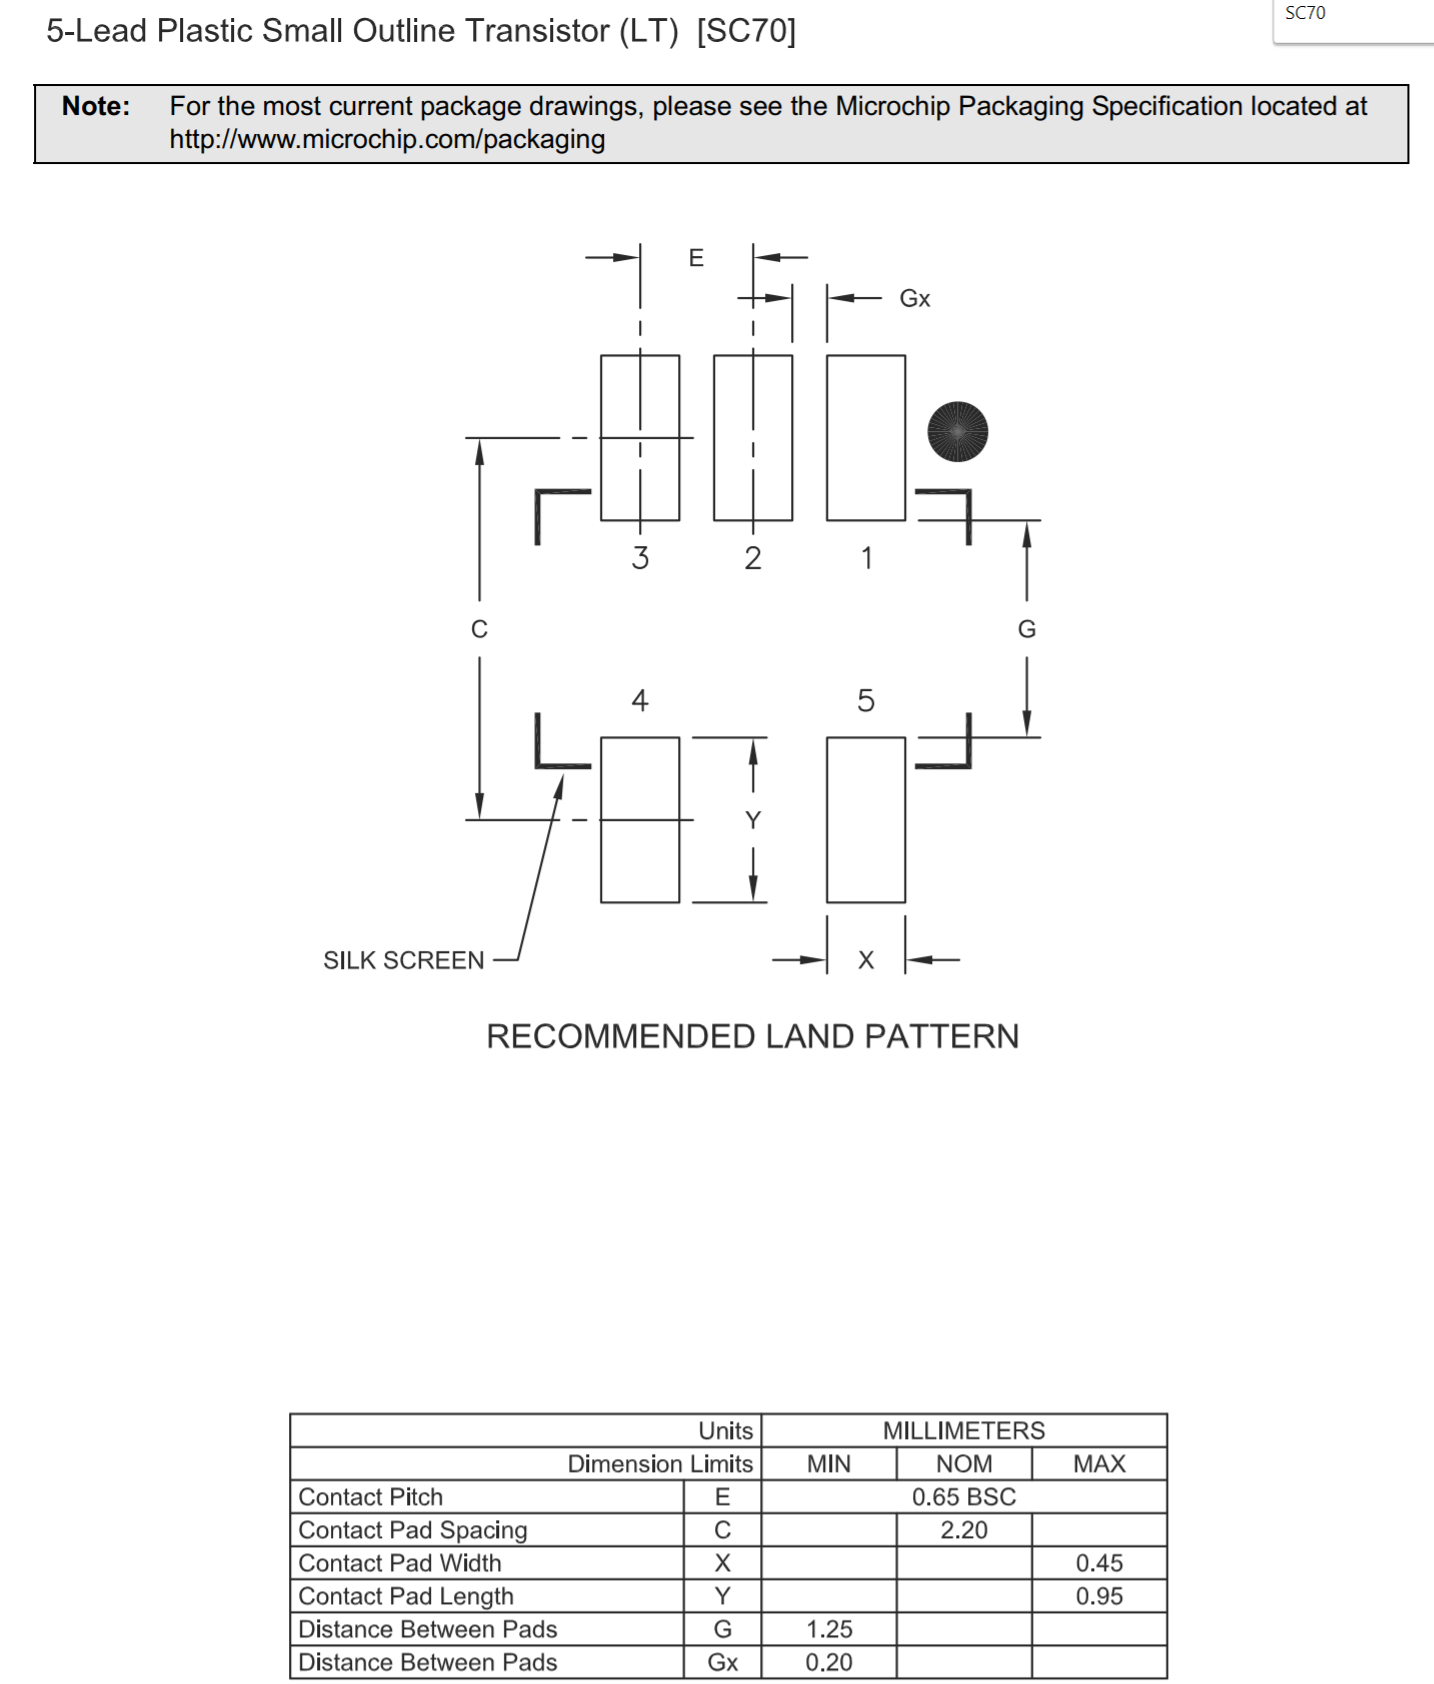 5-Lead Plastic Small Outline Transistor (LT) [SC70]
SC70
Note: For the most current package drawings, please see the Microchip Packaging Specification located at
http://www.microchip.com/packaging
E
Gx
3 2 1
C G
4 5
Y
SILK SCREEN X
RECOMMENDED LAND PATTERN
Units MILLIMETERS
Dimension Limits MIN NOM MAX
Contact Pitch E 0.65 BSC
Contact Pad Spacing C 2.20
Contact Pad Width X 0.45
Contact Pad Length Y 0.95
Distance Between Pads G 1.25
Distance Between Pads Gx 0.20